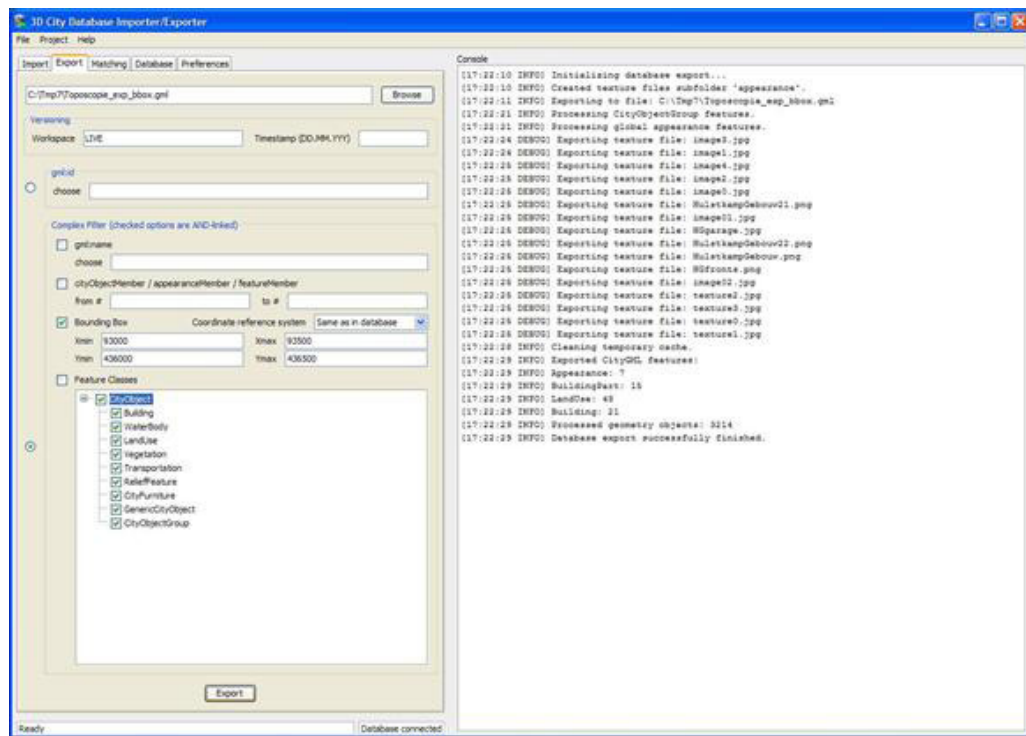 3D City Database Importer/Exporter
File Project Help
Import Export Matching Database Preferences
C:\Tmp7\Toposcopie_exp_bbox.gml Browse
Versioning
Workspace LIVE Timestamp (DD.MM.YYY)
gml:id
choose
Complex Filter (checked options are AND-linked)
gml:name
choose
cityObjectMember / appearanceMember / featureMember
from # to #
Bounding Box Coordinate reference system Same as in database
Xmin 93000 Xmax 93500
Ymin 436000 Ymax 436500
Feature Classes
CityObject
Building
WaterBody
LandUse
Vegetation
Transportation
ReliefFeature
CityFurniture
GenericCityObject
CityObjectGroup
Export
Ready Database connected
Console
[17:22:10 INFO] Initializing database export...
[17:22:10 INFO] Created texture files subfolder 'appearance'.
[17:22:11 INFO] Exporting to file: C:\Tmp7\Toposcopie_exp_bbox.gml
[17:22:21 INFO] Processing CityObjectGroup features.
[17:22:21 INFO] Processing global appearance features.
[17:22:24 DEBUG] Exporting texture file: image3.jpg
[17:22:24 DEBUG] Exporting texture file: image1.jpg
[17:22:25 DEBUG] Exporting texture file: image4.jpg
[17:22:25 DEBUG] Exporting texture file: image2.jpg
[17:22:25 DEBUG] Exporting texture file: image0.jpg
[17:22:25 DEBUG] Exporting texture file: HulstkampGebouw21.png
[17:22:25 DEBUG] Exporting texture file: image01.jpg
[17:22:25 DEBUG] Exporting texture file: HGgarage.jpg
[17:22:25 DEBUG] Exporting texture file: HulstkampGebouw22.png
[17:22:25 DEBUG] Exporting texture file: HulstkampGebouw.png
[17:22:25 DEBUG] Exporting texture file: HGfronts.png
[17:22:25 DEBUG] Exporting texture file: image02.jpg
[17:22:25 DEBUG] Exporting texture file: texture2.jpg
[17:22:25 DEBUG] Exporting texture file: texture3.jpg
[17:22:25 DEBUG] Exporting texture file: texture0.jpg
[17:22:25 DEBUG] Exporting texture file: texture1.jpg
[17:22:28 INFO] Cleaning temporary cache.
[17:22:29 INFO] Exported CityGML features:
[17:22:29 INFO] Appearance: 7
[17:22:29 INFO] BuildingPart: 15
[17:22:29 INFO] LandUse: 48
[17:22:29 INFO] Building: 21
[17:22:29 INFO] Processed geometry objects: 3214
[17:22:29 INFO] Database export successfully finished.